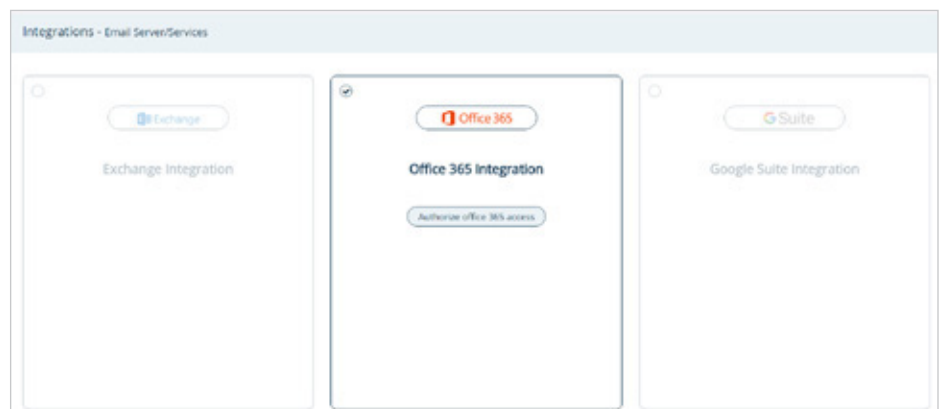 Integrations - Email Server/Services
Exchange
Exchange Integration
Office 365
Office 365 Integration
Authorize office 365 access
G Suite
Google Suite Integration